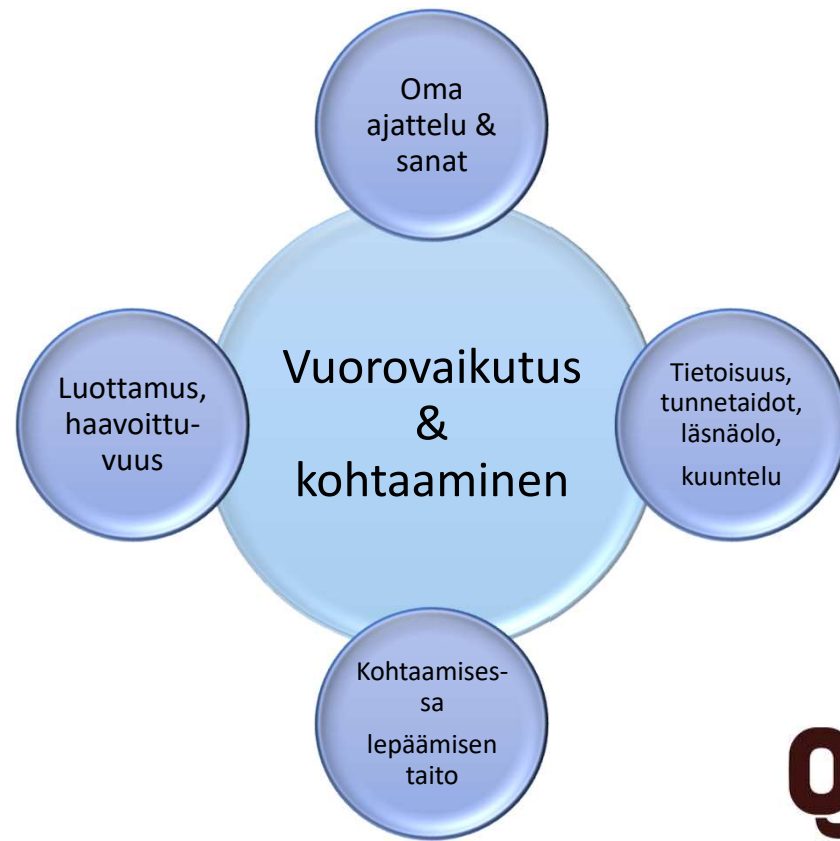 Oma
ajattelu &
sanat
Vuorovaikutus
&
kohtaaminen
Luottamus,
haavoittu-
vuus
Tietoisuus,
tunnetaidot,
läsnäolo,
kuuntelu
Kohtaamises-
sa
lepäämisen
taito